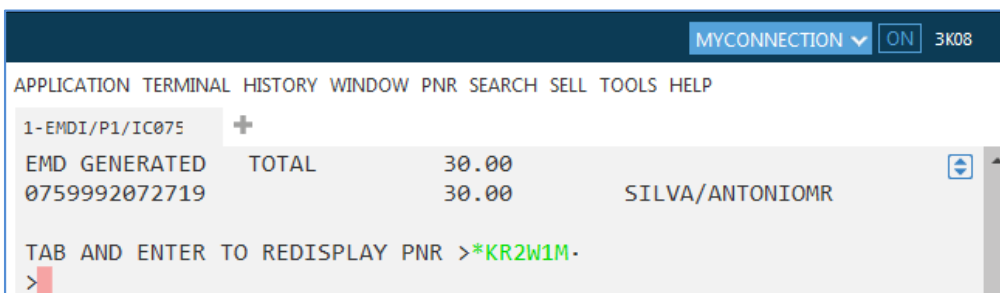 MYCONNECTION ON 3K08
APPLICATION TERMINAL HISTORY WINDOW PNR SEARCH SELL TOOLS HELP
1-EMDI/P1/IC075
EMD GENERATED TOTAL 30.00
0759992072719 30.00 SILVA/ANTONIOMR
TAB AND ENTER TO REDISPLAY PNR >*KR2W1M·
>